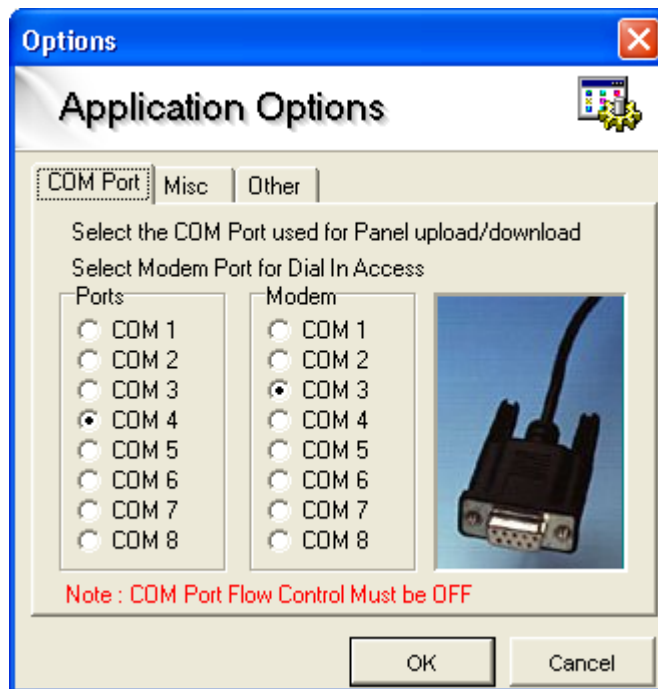 Options
Application Options
COM Port Misc Other
Select the COM Port used for Panel upload/download
Select Modem Port for Dial In Access
Ports
COM 1
COM 2
COM 3
COM 4
COM 5
COM 6
COM 7
COM 8
Modem
COM 1
COM 2
COM 3
COM 4
COM 5
COM 6
COM 7
COM 8
Note : COM Port Flow Control Must be OFF
OK Cancel